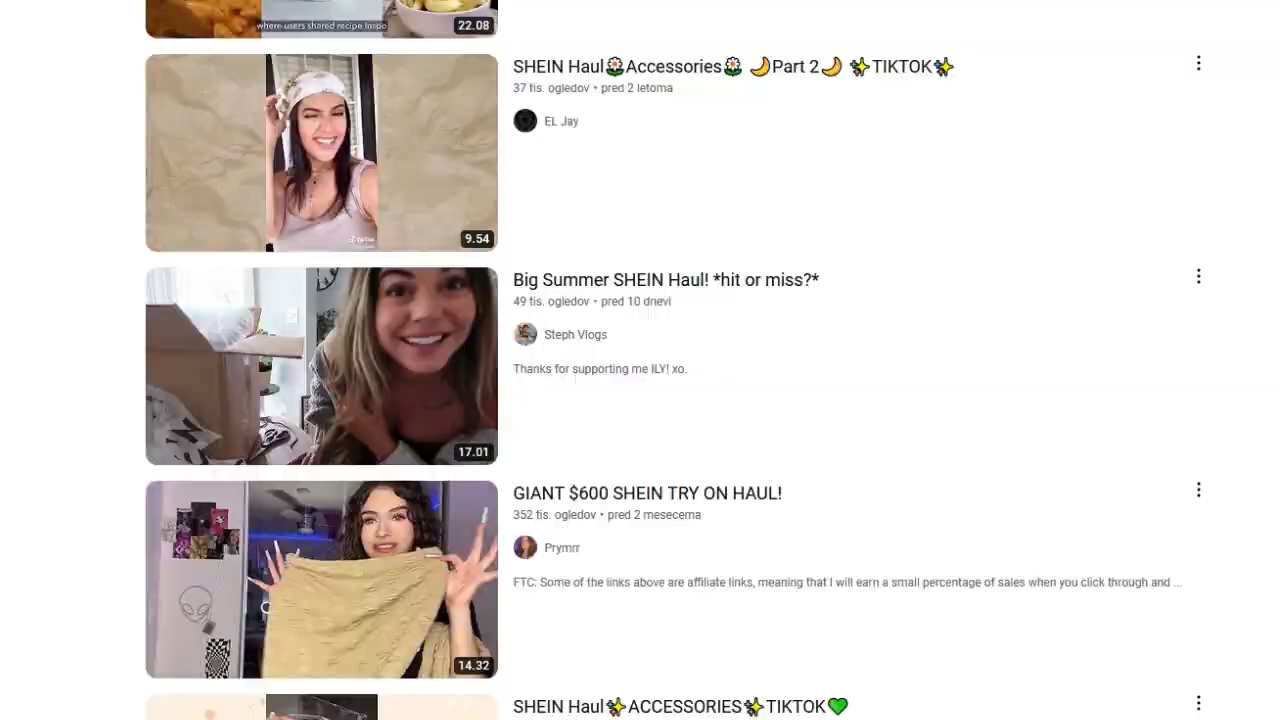 where users shared recipe inspo
22.08
SHEIN Haul🌼Accessories🌼 🌙Part 2🌙 ✨TIKTOK✨
37 tis. ogledov • pred 2 letoma
EL Jay
TikTok
9.54
Big Summer SHEIN Haul! *hit or miss?*
49 tis. ogledov • pred 10 dnevi
Steph Vlogs
Thanks for supporting me ILY! xo.
17.01
GIANT $600 SHEIN TRY ON HAUL!
352 tis. ogledov • pred 2 mesecema
Prymrr
FTC: Some of the links above are affiliate links, meaning that I will earn a small percentage of sales when you click through and ...
14.32
SHEIN Haul✨ACCESSORIES✨TIKTOK💚